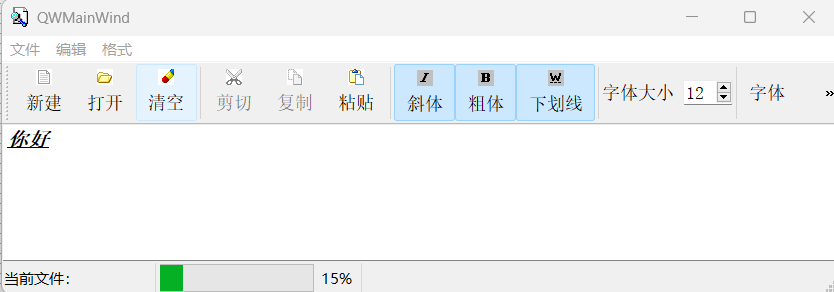 QWMainWind
文件 编辑 格式
新建 打开 清空 剪切 复制 粘贴 斜体 粗体 下划线 字体大小 12 字体 »
你好
当前文件： 15%